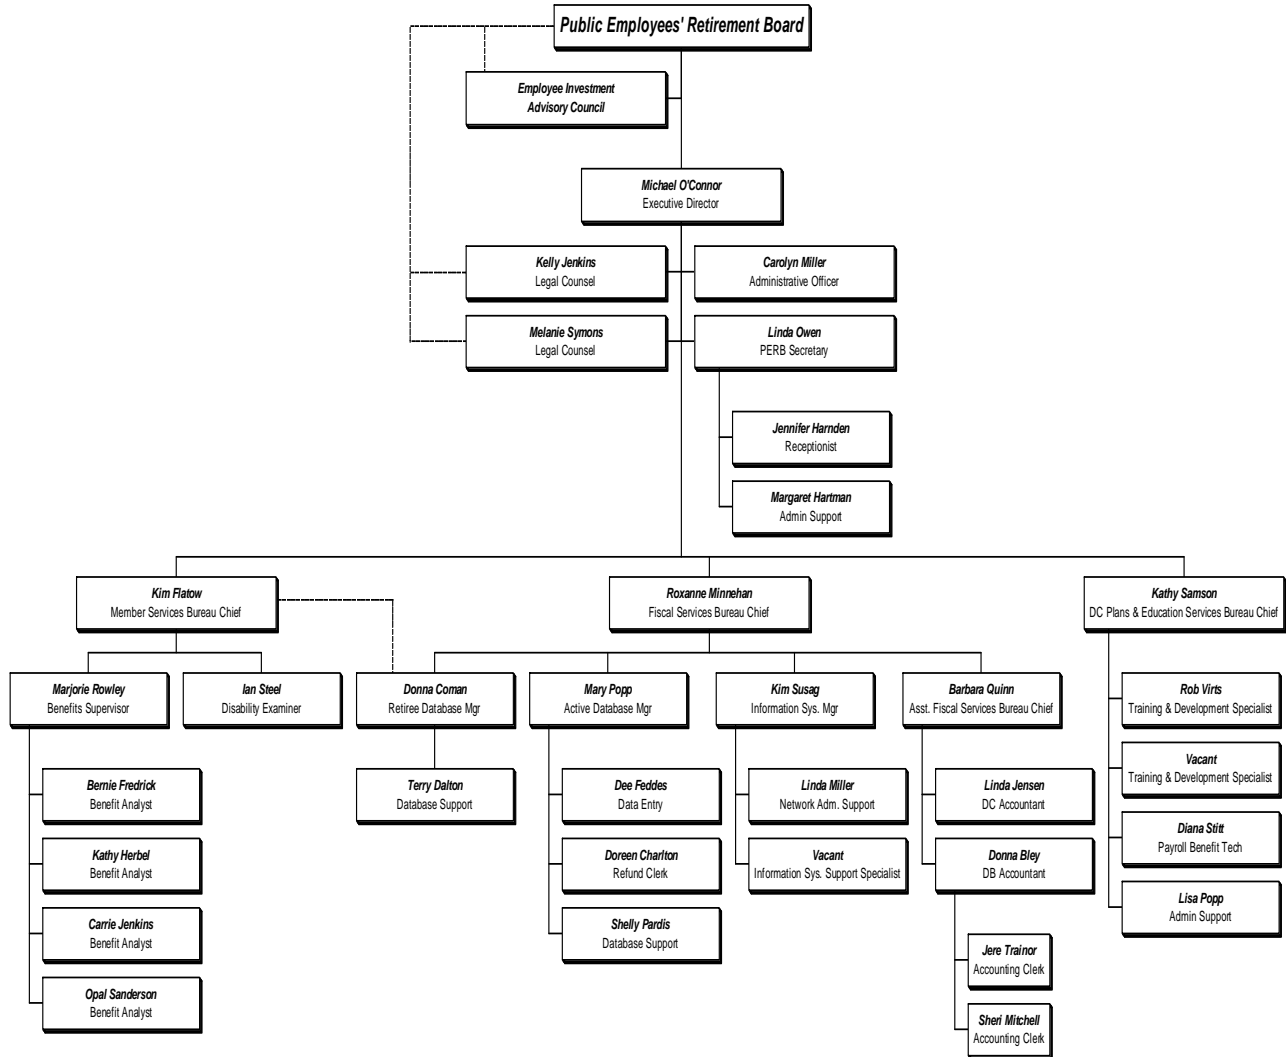 Public Employees' Retirement Board
Employee Investment
Advisory Council
Michael O'Connor
Executive Director
Kelly Jenkins
Legal Counsel
Carolyn Miller
Administrative Officer
Melanie Symons
Legal Counsel
Linda Owen
PERB Secretary
Jennifer Harnden
Receptionist
Margaret Hartman
Admin Support
Kim Flatow
Member Services Bureau Chief
Roxanne Minnehan
Fiscal Services Bureau Chief
Kathy Samson
DC Plans & Education Services Bureau Chief
Marjorie Rowley
Benefits Supervisor
Ian Steel
Disability Examiner
Donna Coman
Retiree Database Mgr
Mary Popp
Active Database Mgr
Kim Susag
Information Sys. Mgr
Barbara Quinn
Asst. Fiscal Services Bureau Chief
Rob Virts
Training & Development Specialist
Bernie Fredrick
Benefit Analyst
Terry Dalton
Database Support
Dee Feddes
Data Entry
Linda Miller
Network Adm. Support
Linda Jensen
DC Accountant
Vacant
Training & Development Specialist
Kathy Herbel
Benefit Analyst
Doreen Charlton
Refund Clerk
Vacant
Information Sys. Support Specialist
Donna Bley
DB Accountant
Diana Stitt
Payroll Benefit Tech
Carrie Jenkins
Benefit Analyst
Shelly Pardis
Database Support
Lisa Popp
Admin Support
Jere Trainor
Accounting Clerk
Opal Sanderson
Benefit Analyst
Sheri Mitchell
Accounting Clerk